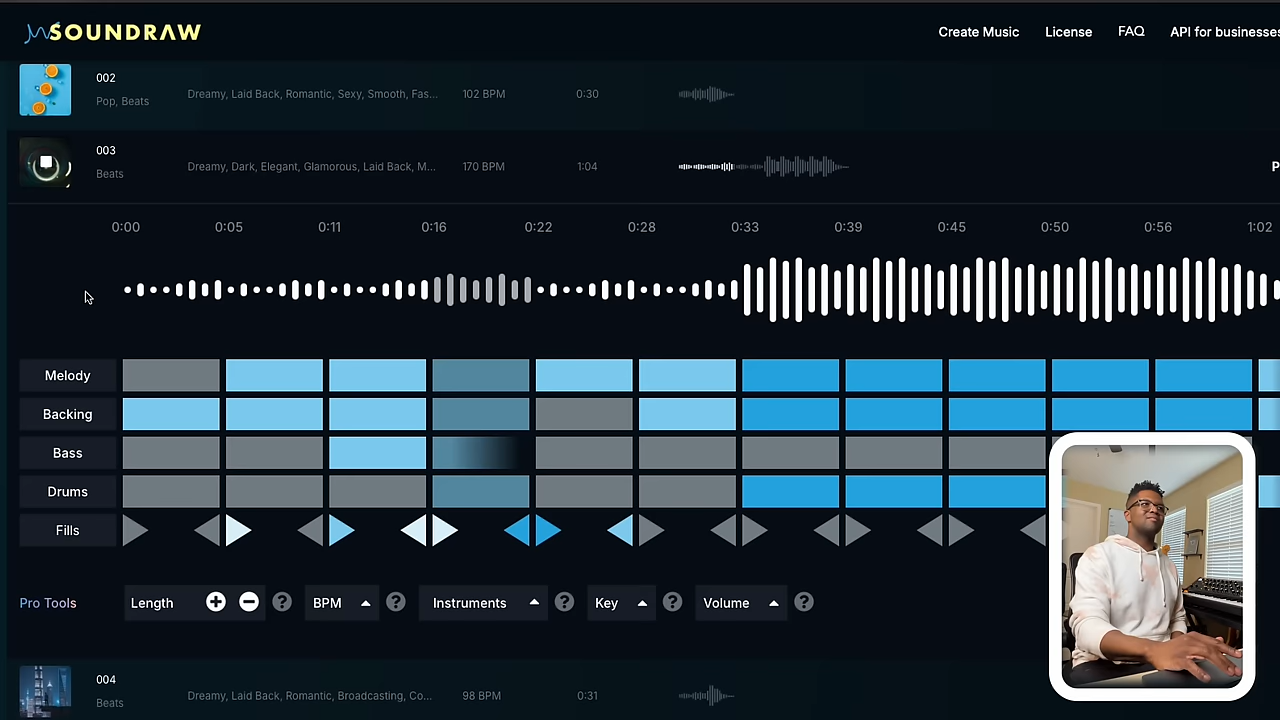 SOUNDRAW
Create Music License FAQ API for businesses
002
Pop, Beats
Dreamy, Laid Back, Romantic, Sexy, Smooth, Fas... 102 BPM 0:30
003
Beats
Dreamy, Dark, Elegant, Glamorous, Laid Back, M... 170 BPM 1:04
P
0:00 0:05 0:11 0:16 0:22 0:28 0:33 0:39 0:45 0:50 0:56 1:02
Melody
Backing
Bass
Drums
Fills
Pro Tools Length + − ? BPM ? Instruments ? Key ? Volume ?
004
Beats
Dreamy, Laid Back, Romantic, Broadcasting, Co... 98 BPM 0:31